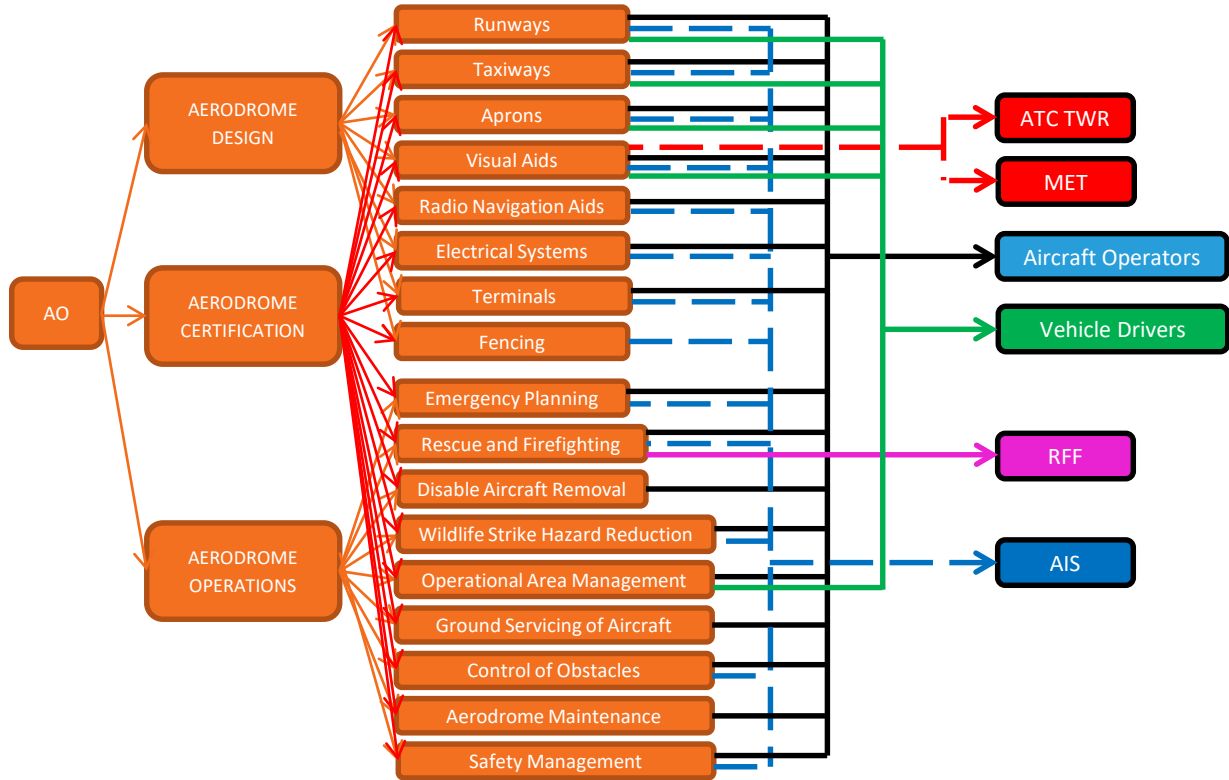 AO
AERODROME
DESIGN
AERODROME
CERTIFICATION
AERODROME
OPERATIONS
Runways
Taxiways
Aprons
Visual Aids
Radio Navigation Aids
Electrical Systems
Terminals
Fencing
Emergency Planning
Rescue and Firefighting
Disable Aircraft Removal
Wildlife Strike Hazard Reduction
Operational Area Management
Ground Servicing of Aircraft
Control of Obstacles
Aerodrome Maintenance
Safety Management
ATC TWR
MET
Aircraft Operators
Vehicle Drivers
RFF
AIS